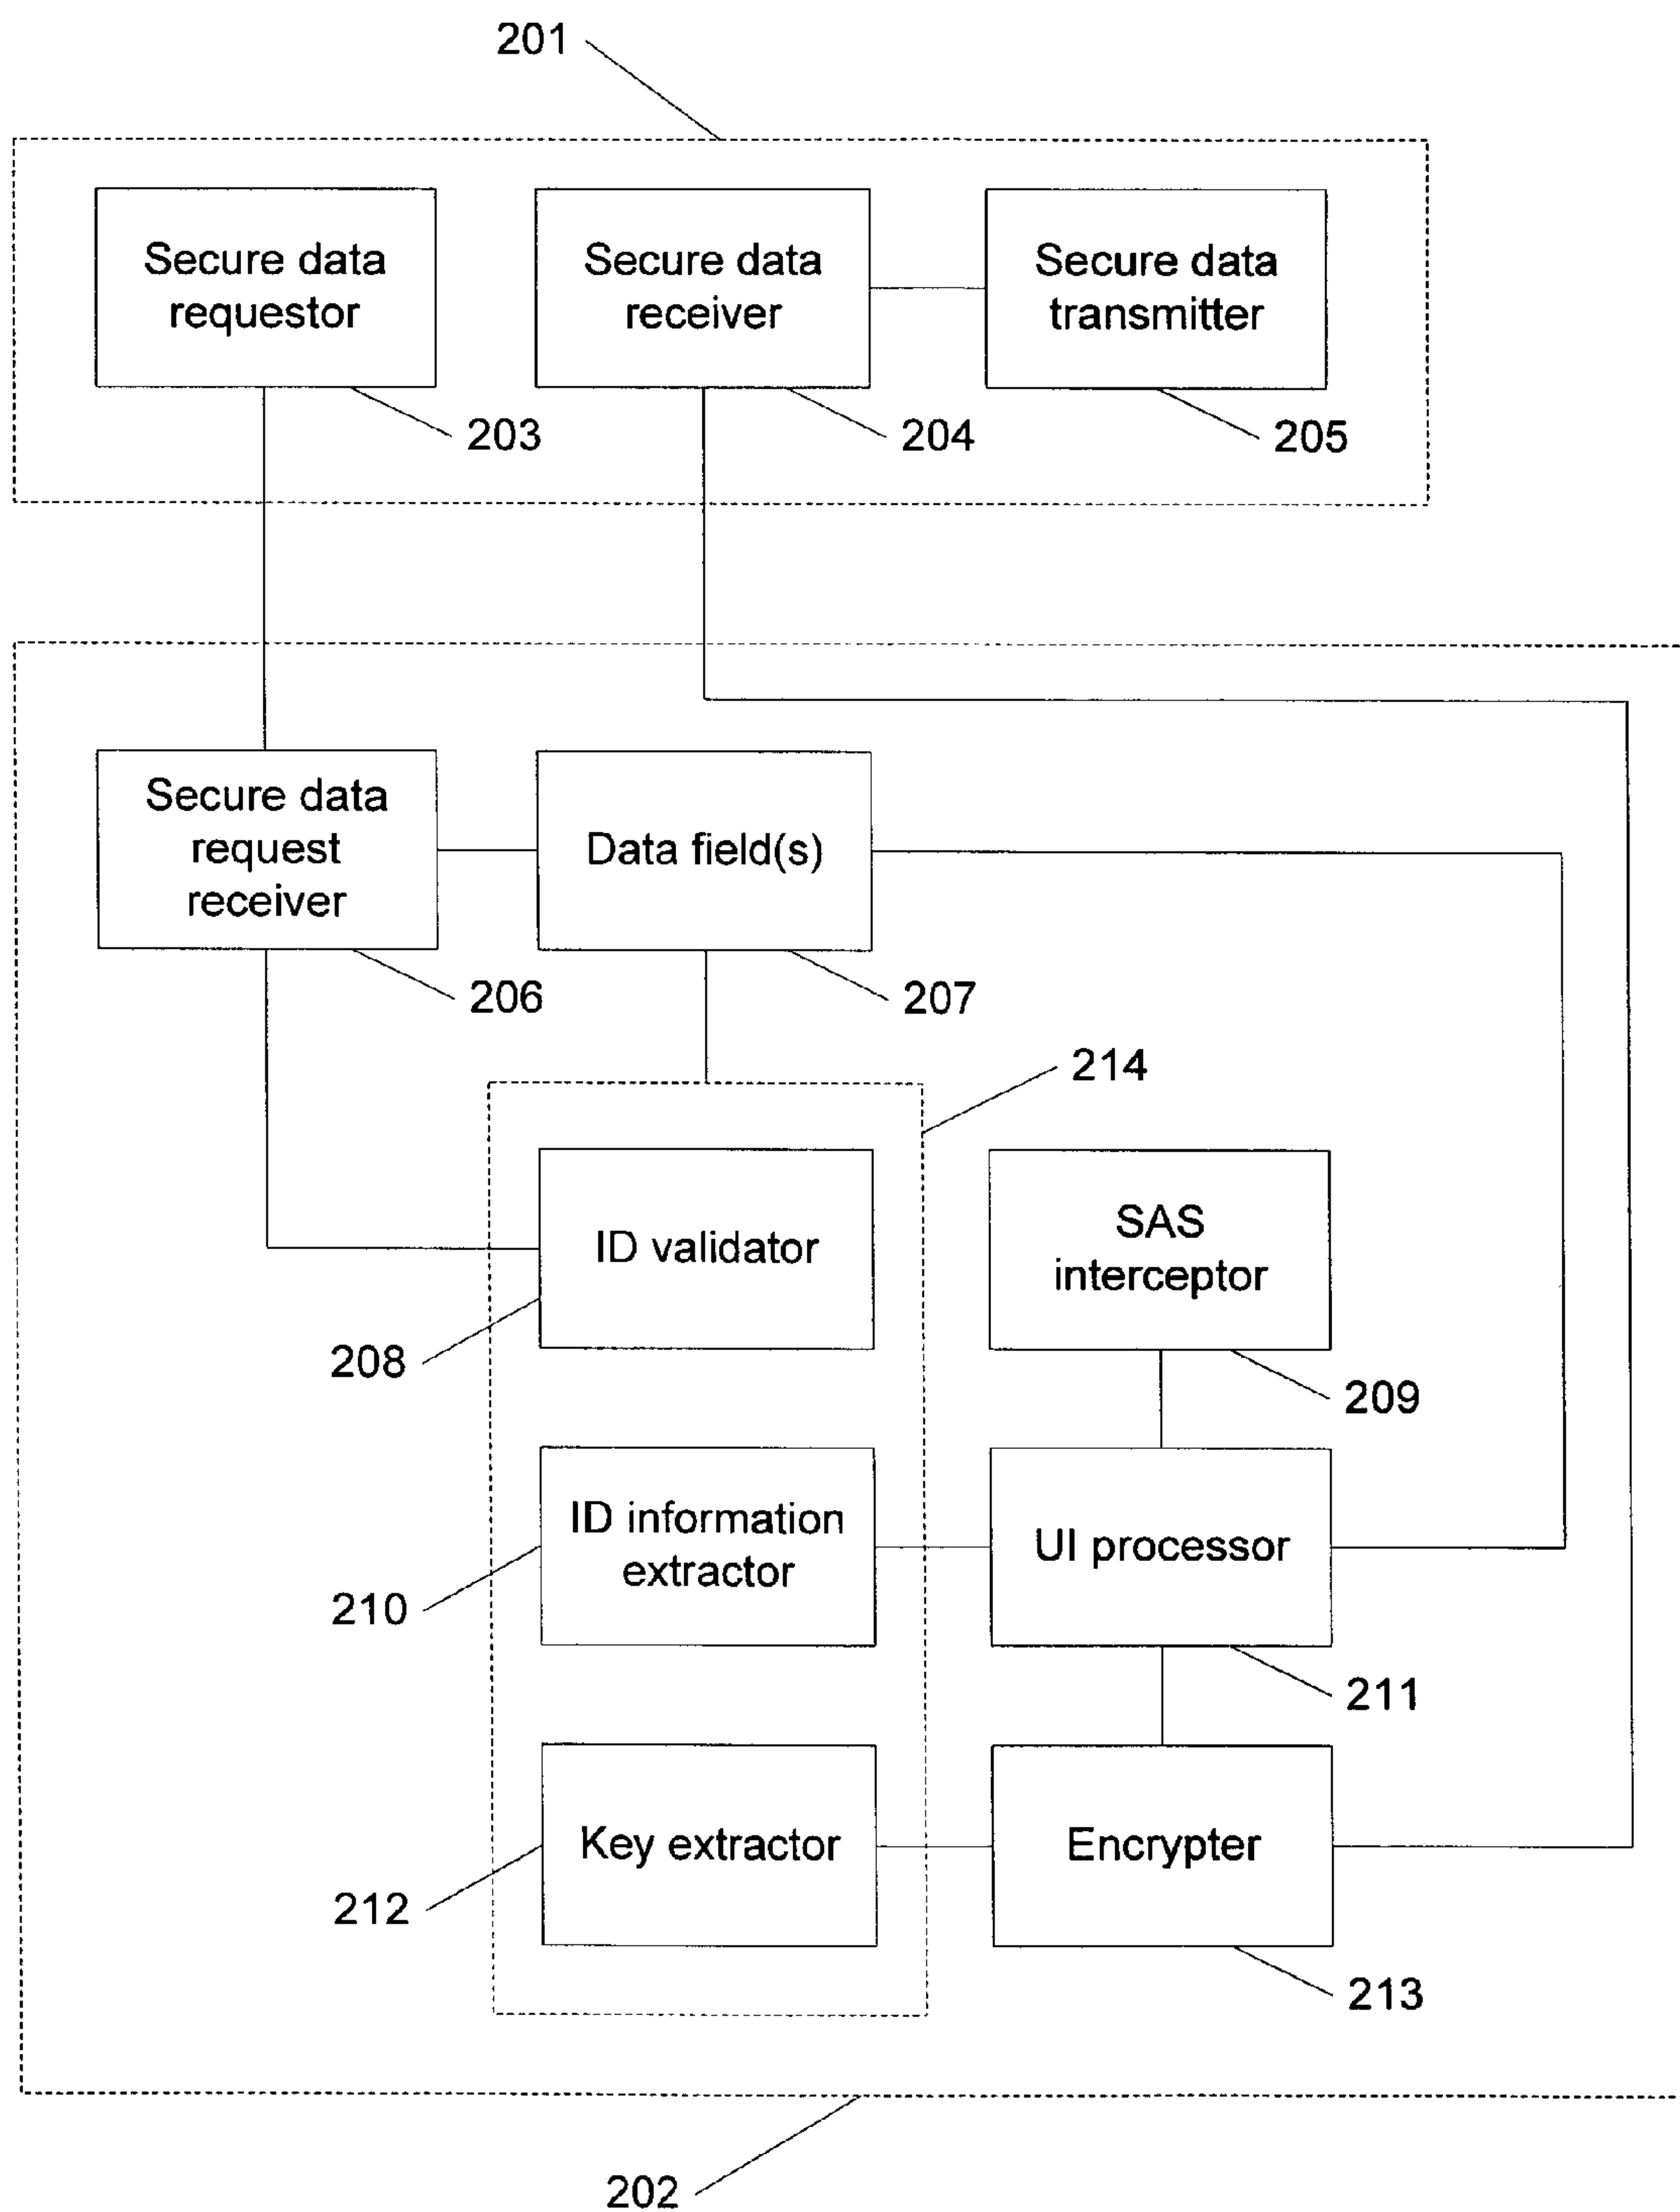 201
Secure data
requestor
Secure data
receiver
Secure data
transmitter
203
204
205
Secure data
request
receiver
Data field(s)
206
207
214
ID validator
SAS
interceptor
208
209
ID information
extractor
UI processor
210
211
Key extractor
Encrypter
212
213
202